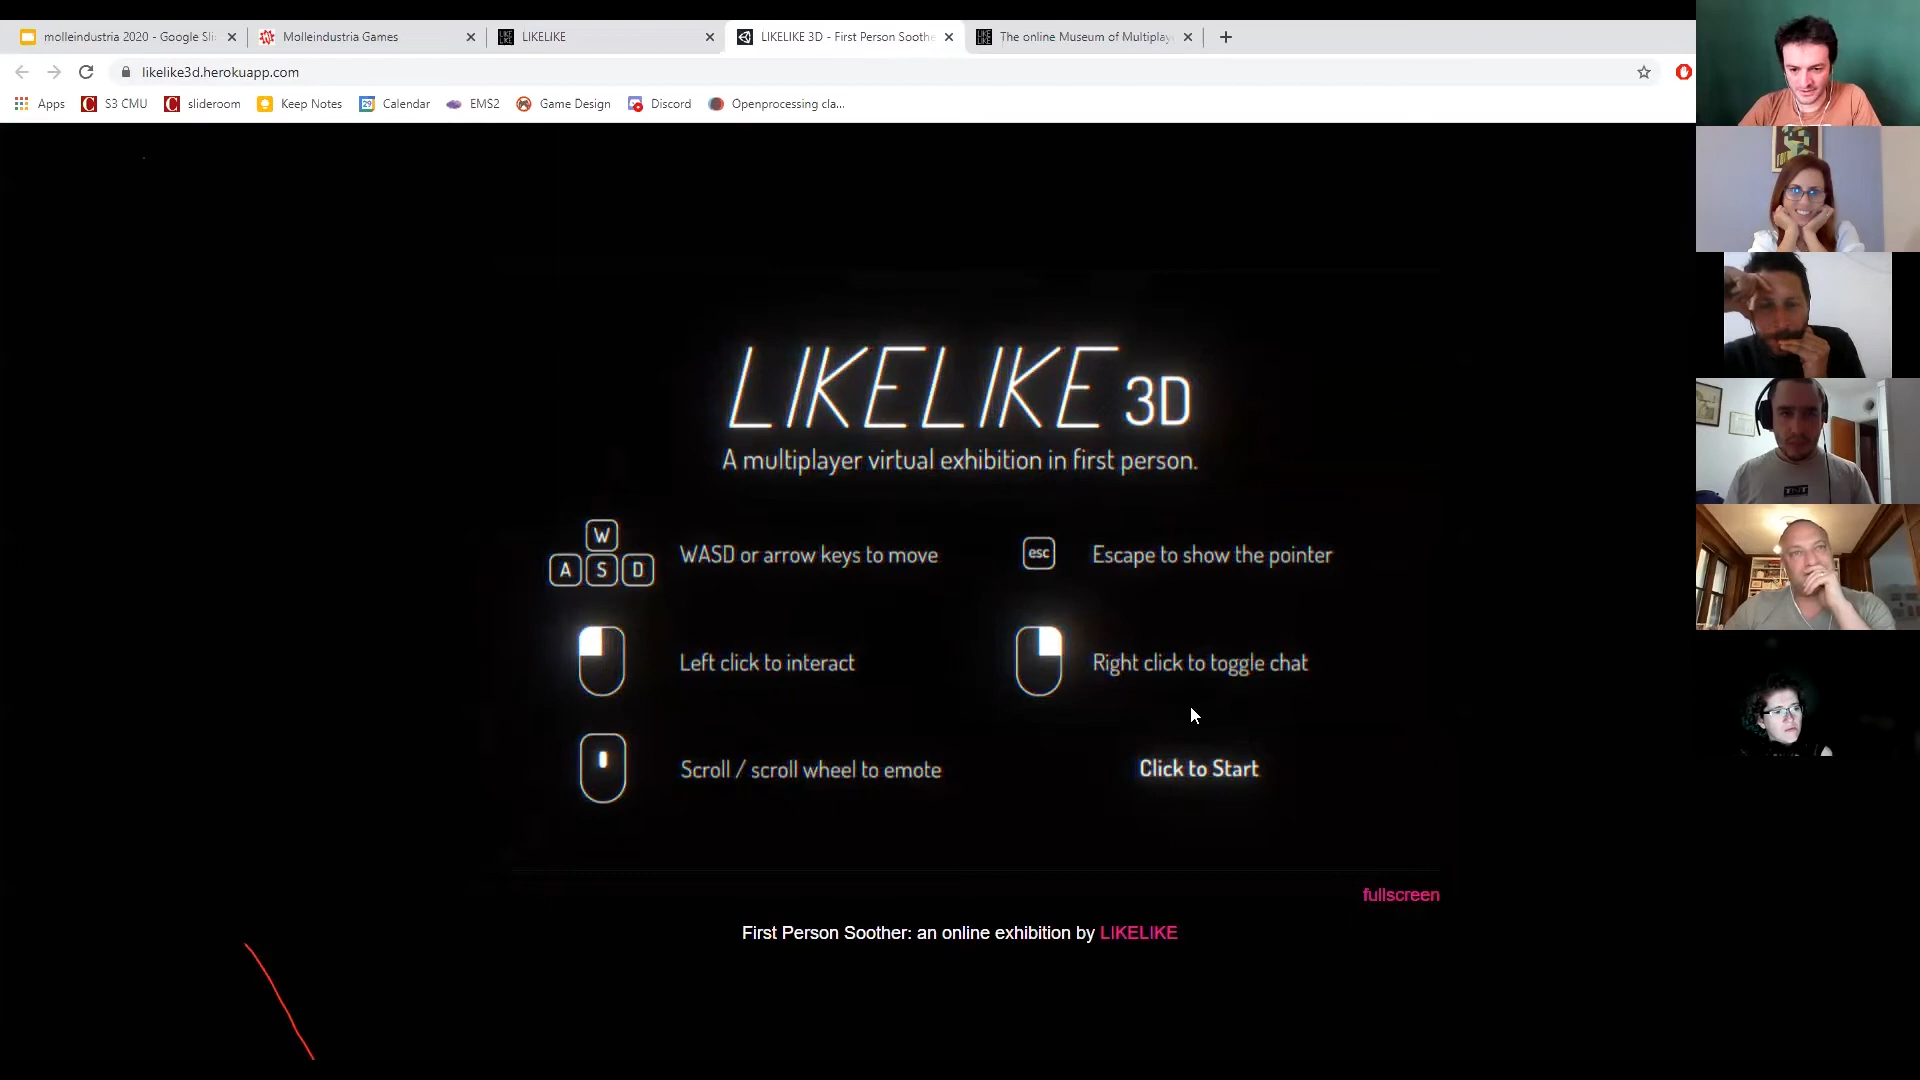 molleindustria 2020 - Google Sli
Molleindustria Games
LIKELIKE
LIKELIKE 3D - First Person Soothe
The online Museum of Multiplay
likelike3d.herokuapp.com
Apps
S3 CMU
slideroom
Keep Notes
Calendar
EMS2
Game Design
Discord
Openprocessing cla...
LIKELIKE 3D
A multiplayer virtual exhibition in first person.
W
A S D
WASD or arrow keys to move
esc
Escape to show the pointer
Left click to interact
Right click to toggle chat
Scroll / scroll wheel to emote
Click to Start
fullscreen
First Person Soother: an online exhibition by LIKELIKE